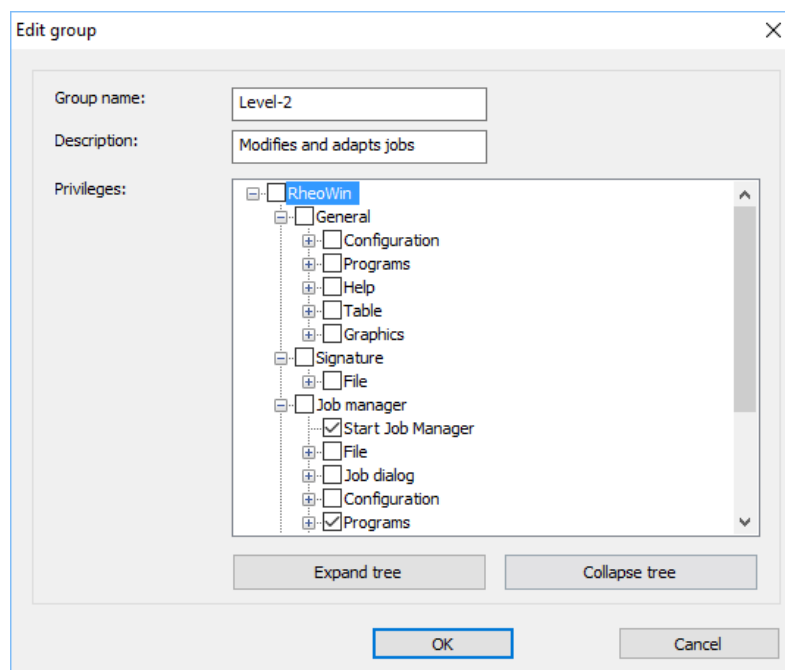 Edit group
Group name:
Level-2
Description:
Modifies and adapts jobs
Privileges:
RheoWin
General
Configuration
Programs
Help
Table
Graphics
Signature
File
Job manager
Start Job Manager
File
Job dialog
Configuration
Programs
Expand tree
Collapse tree
OK
Cancel